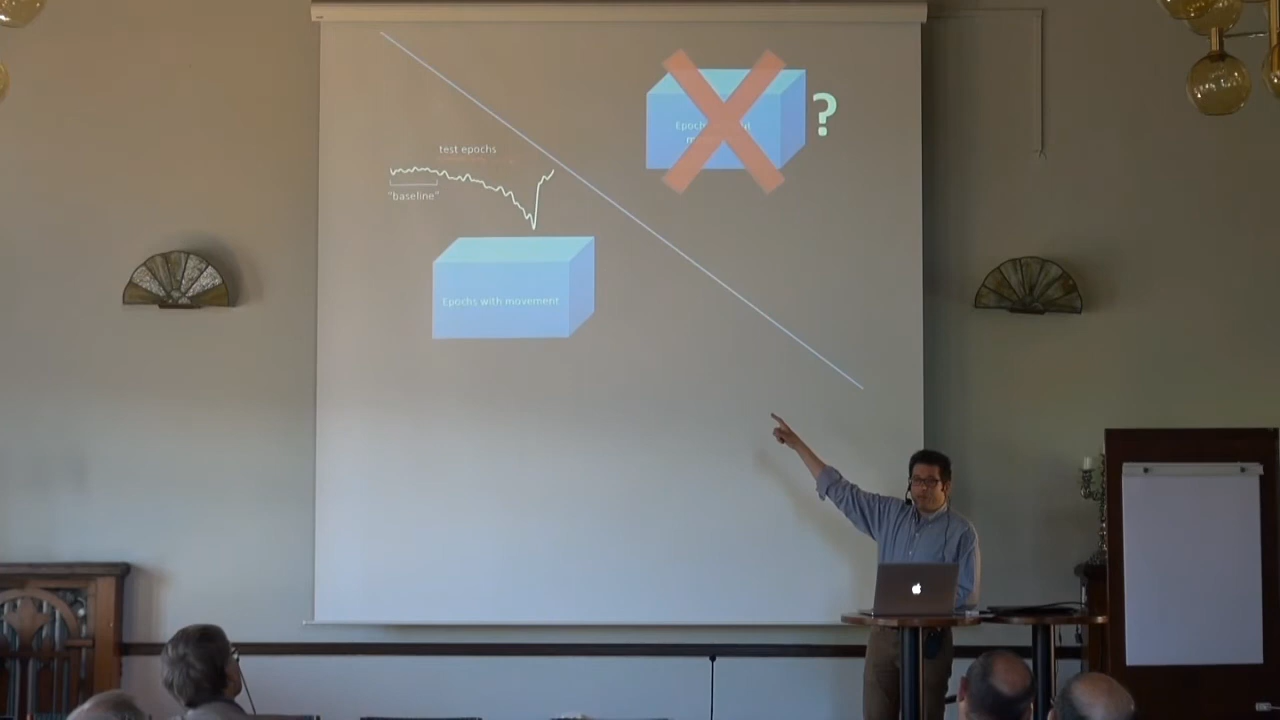 test epochs
"baseline"
Epochs with movement
?